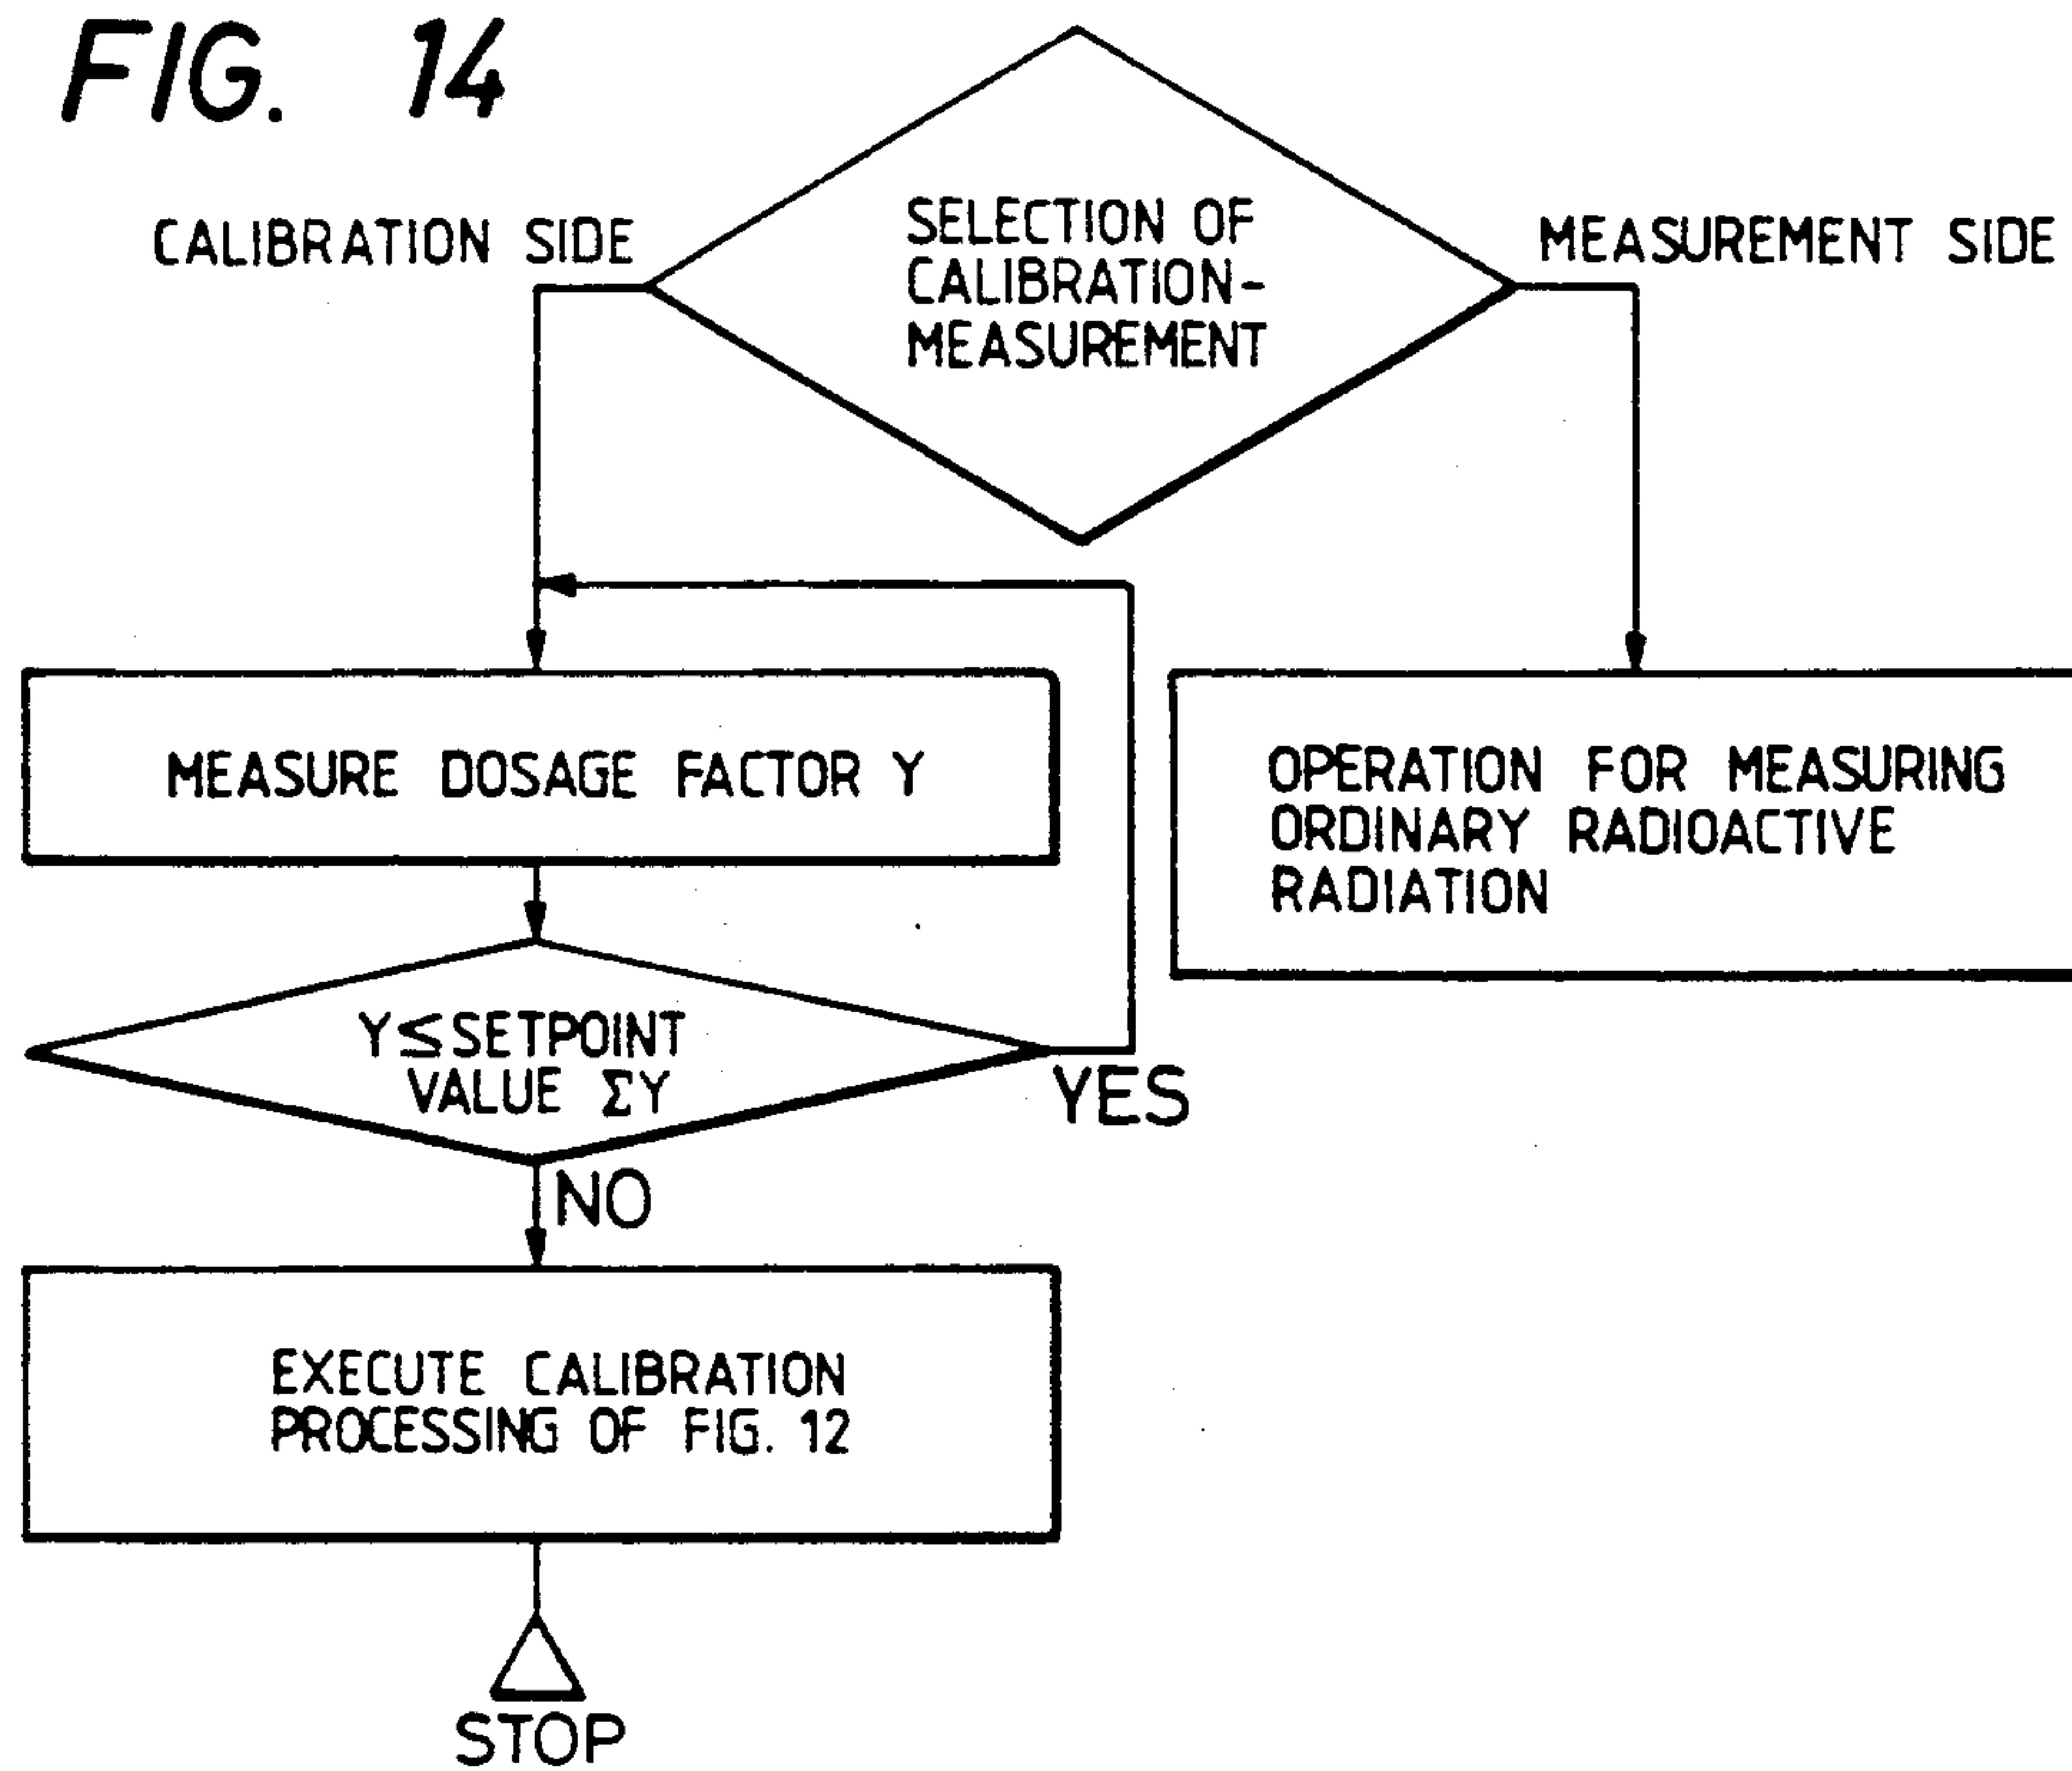 FIG. 14
SELECTION OF
CALIBRATION-
MEASUREMENT
CALIBRATION SIDE
MEASUREMENT SIDE
MEASURE DOSAGE FACTOR Y
OPERATION FOR MEASURING
ORDINARY RADIOACTIVE
RADIATION
Y≤SETPOINT
VALUE ΣY
YES
NO
EXECUTE CALIBRATION
PROCESSING OF FIG. 12
STOP